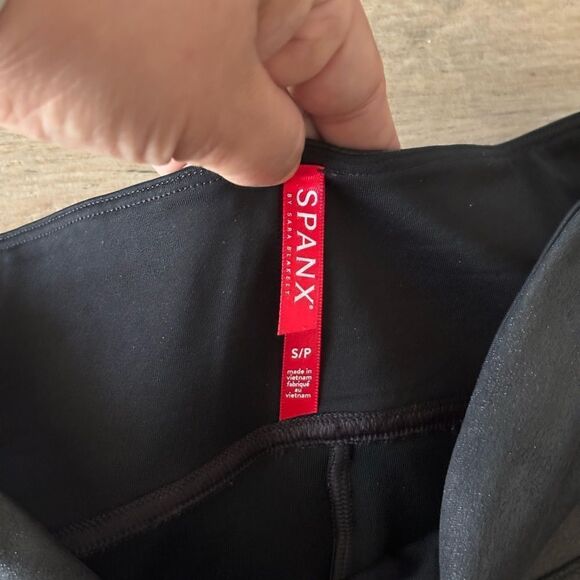 SPANX®
BY SARA BLAKELY
S/P
made in
vietnam
fabriqué
au
vietnam